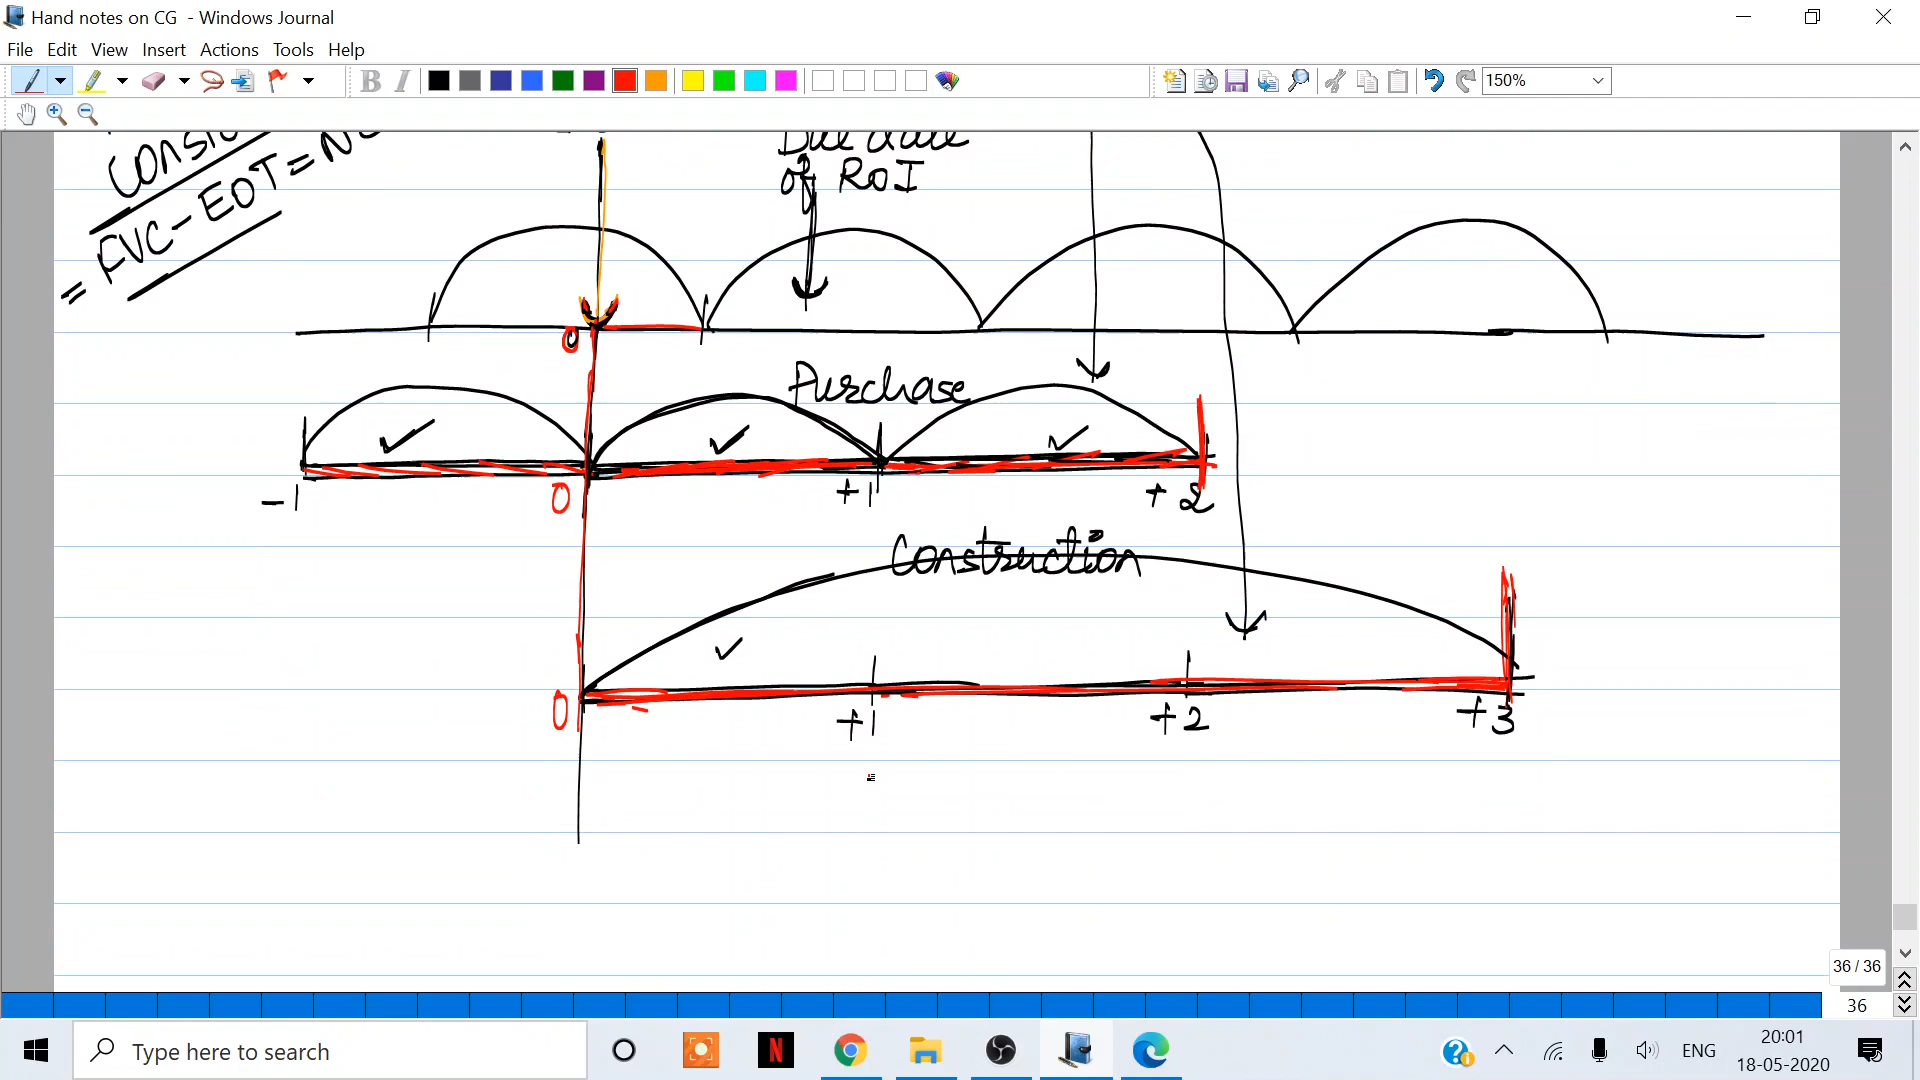 Hand notes on CG - Windows Journal
File Edit View Insert Actions Tools Help
B I
150%
= FVC - EOT =
Due date
of ROI
0
Purchase
-1 0 +1 +2
Construction
0 +1 +2 +3
36 / 36
36
Type here to search
N
ENG
20:01
18-05-2020